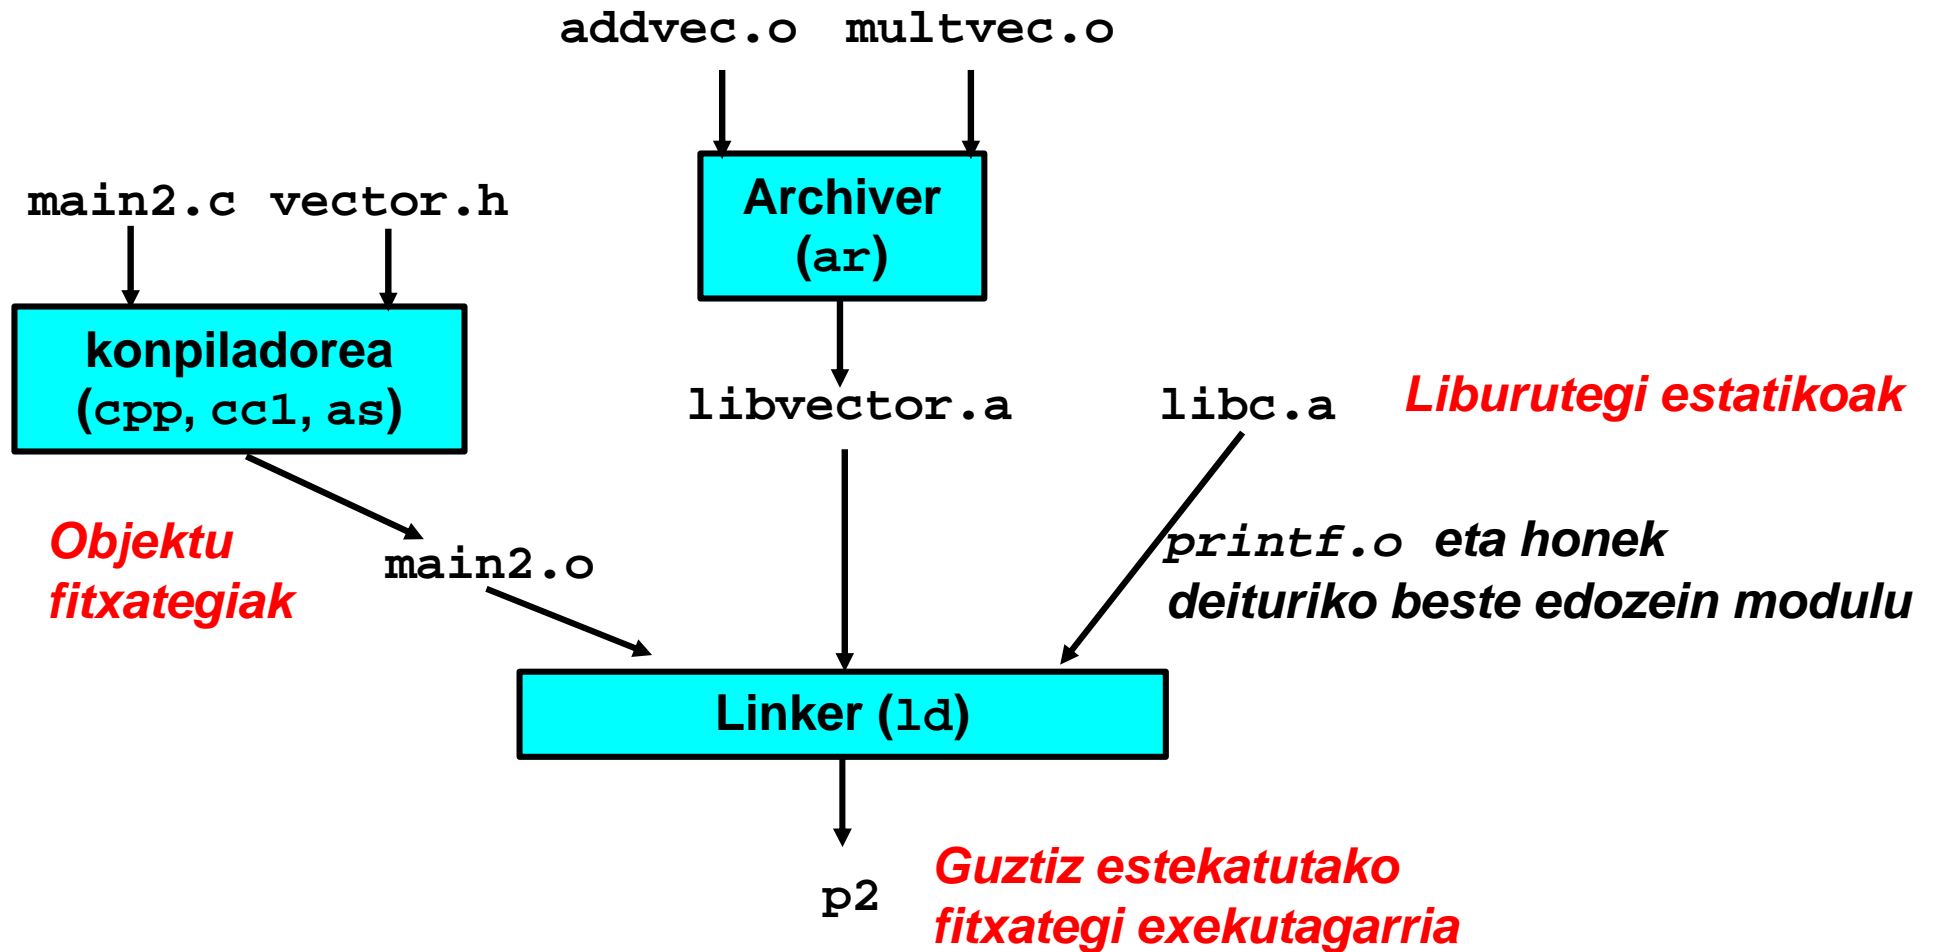 addvec.o multvec.o
main2.c vector.h
Archiver
(ar)
konpiladorea
(cpp, cc1, as)
libvector.a
libc.a
Liburutegi estatikoak
Objektu
fitxategiak
main2.o
printf.o eta honek
deituriko beste edozein modulu
Linker (ld)
p2
Guztiz estekatutako
fitxategi exekutagarria